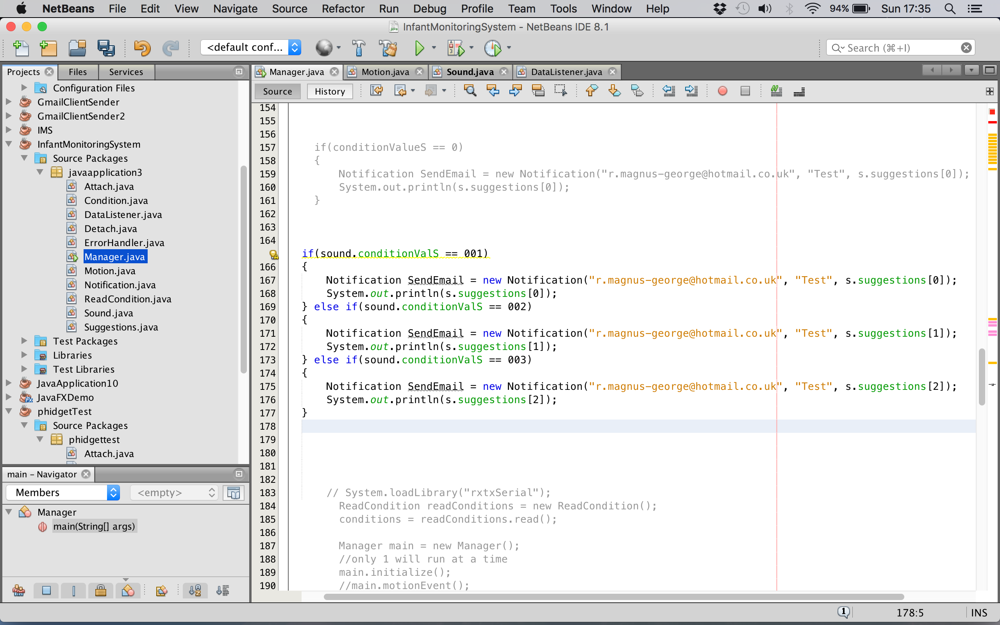 NetBeans File Edit View Navigate Source Refactor Run Debug Profile Team Tools Window Help 94% Sun 17:35
InfantMonitoringSystem - NetBeans IDE 8.1
<default conf... Search (⌘+I)
Projects Files Services
Manager.java Motion.java Sound.java DataListener.java
Source History
Configuration Files
GmailClientSender
GmailClientSender2
IMS
InfantMonitoringSystem
Source Packages
javaapplication3
Attach.java
Condition.java
DataListener.java
Detach.java
ErrorHandler.java
Manager.java
Motion.java
Notification.java
ReadCondition.java
Sound.java
Suggestions.java
Test Packages
Libraries
Test Libraries
JavaApplication10
JavaFXDemo
phidgetTest
Source Packages
phidgettest
Attach.java
main - Navigator
Members <empty>
Manager
main(String[] args)
154
155
156
157 if(conditionValueS == 0)
158 {
159 Notification SendEmail = new Notification("r.magnus-george@hotmail.co.uk", "Test", s.suggestions[0]);
160 System.out.println(s.suggestions[0]);
161 }
162
163
164
if(sound.conditionValS == 001)
166 {
167 Notification SendEmail = new Notification("r.magnus-george@hotmail.co.uk", "Test", s.suggestions[0]);
168 System.out.println(s.suggestions[0]);
169 } else if(sound.conditionValS == 002)
170 {
171 Notification SendEmail = new Notification("r.magnus-george@hotmail.co.uk", "Test", s.suggestions[1]);
172 System.out.println(s.suggestions[1]);
173 } else if(sound.conditionValS == 003)
174 {
175 Notification SendEmail = new Notification("r.magnus-george@hotmail.co.uk", "Test", s.suggestions[2]);
176 System.out.println(s.suggestions[2]);
177 }
178
179
180
181
182
183 // System.loadLibrary("rxtxSerial");
184 ReadCondition readConditions = new ReadCondition();
185 conditions = readConditions.read();
186
187 Manager main = new Manager();
188 //only 1 will run at a time
189 main.initialize();
190 //main.motionEvent();
1 178:5 INS